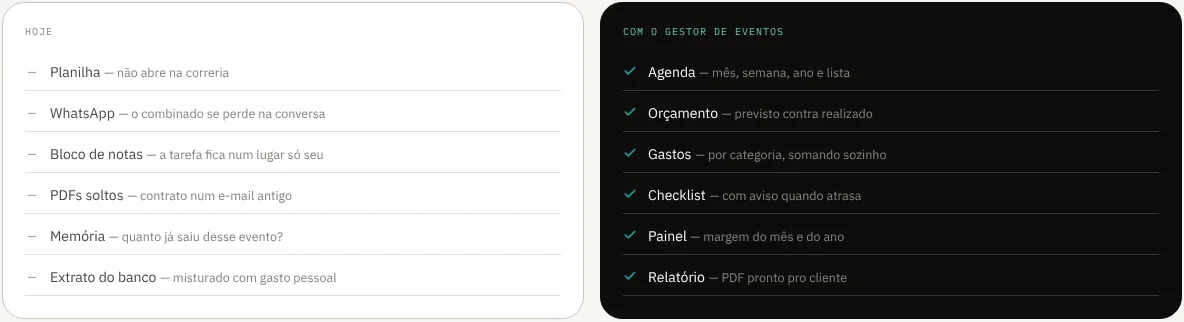 HOJE
— Planilha — não abre na correria
— WhatsApp — o combinado se perde na conversa
— Bloco de notas — a tarefa fica num lugar só seu
— PDFs soltos — contrato num e-mail antigo
— Memória — quanto já saiu desse evento?
— Extrato do banco — misturado com gasto pessoal
COM O GESTOR DE EVENTOS
✓ Agenda — mês, semana, ano e lista
✓ Orçamento — previsto contra realizado
✓ Gastos — por categoria, somando sozinho
✓ Checklist — com aviso quando atrasa
✓ Painel — margem do mês e do ano
✓ Relatório — PDF pronto pro cliente